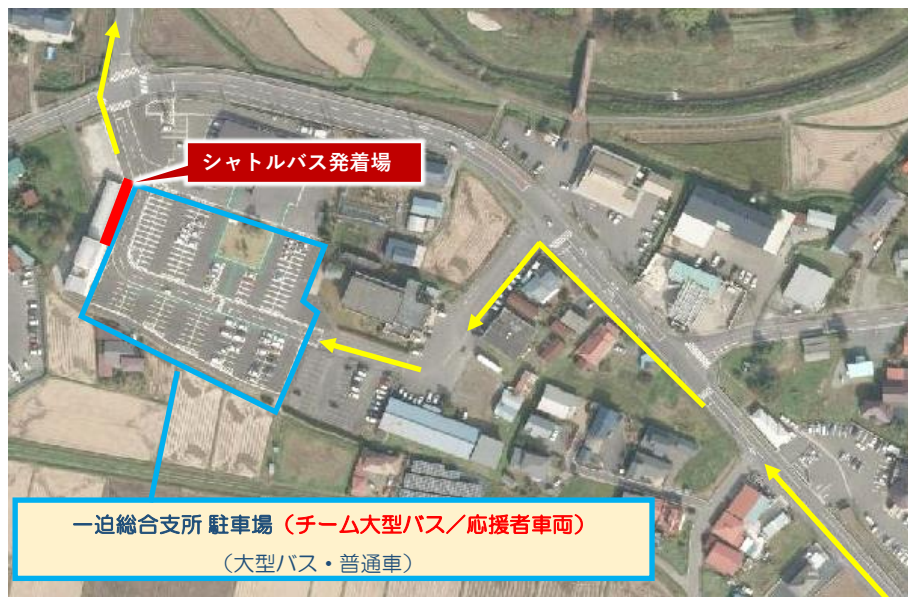 シャトルバス発着場
一迫総合支所 駐車場（チーム大型バス／応援者車両）
（大型バス・普通車）